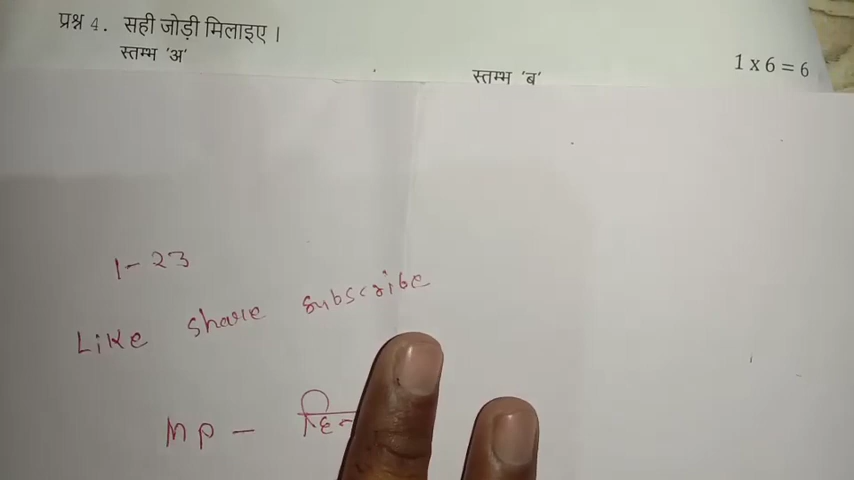 प्रश्न 4. सही जोड़ी मिलाइए ।
स्तम्भ 'अ'
स्तम्भ 'ब'
1 x 6 = 6
1-23
Like share subscribe
MP -